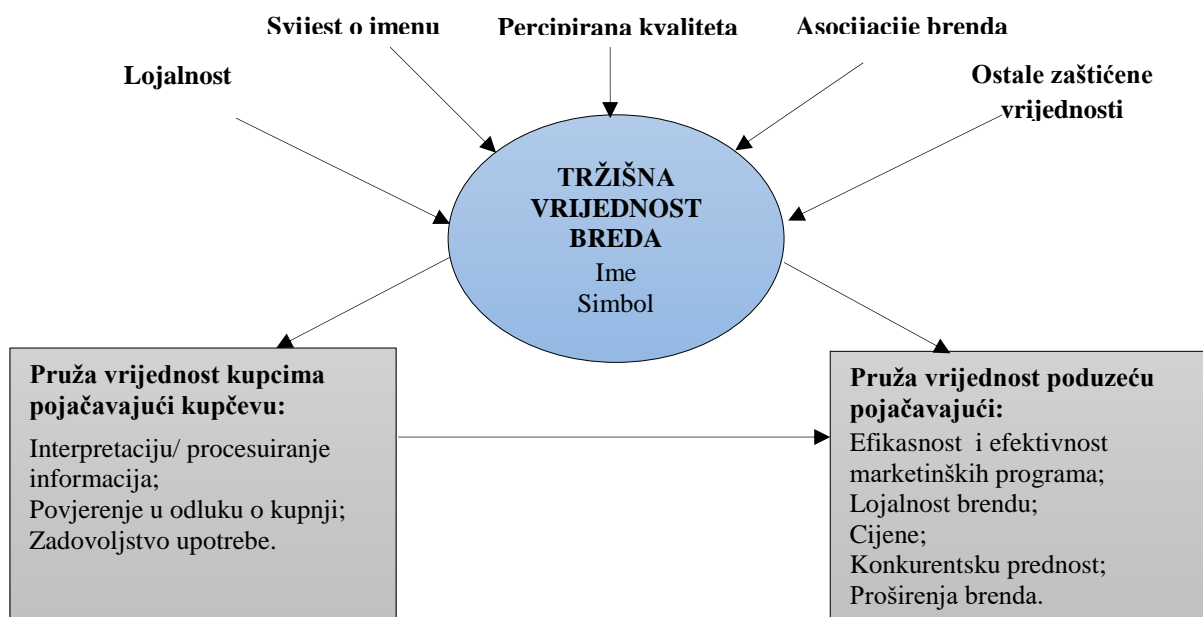 Svijest o imenu
Percipirana kvaliteta
Asocijacije brenda
Lojalnost
Ostale zaštićene
vrijednosti
TRŽIŠNA
VRIJEDNOST
BREDA
Ime
Simbol
Pruža vrijednost kupcima
pojačavajući kupčevu:
Interpretaciju/ procesuiranje
informacija;
Povjerenje u odluku o kupnji;
Zadovoljstvo upotrebe.
Pruža vrijednost poduzeću
pojačavajući:
Efikasnost i efektivnost
marketinških programa;
Lojalnost brendu;
Cijene;
Konkurentsku prednost;
Proširenja brenda.